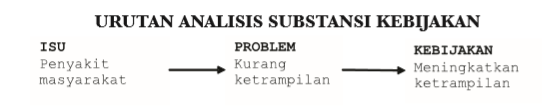 URUTAN ANALISIS SUBSTANSI KEBIJAKAN
ISU
Penyakit
masyarakat
PROBLEM
Kurang
ketrampilan
KEBIJAKAN
Meningkatkan
ketrampilan